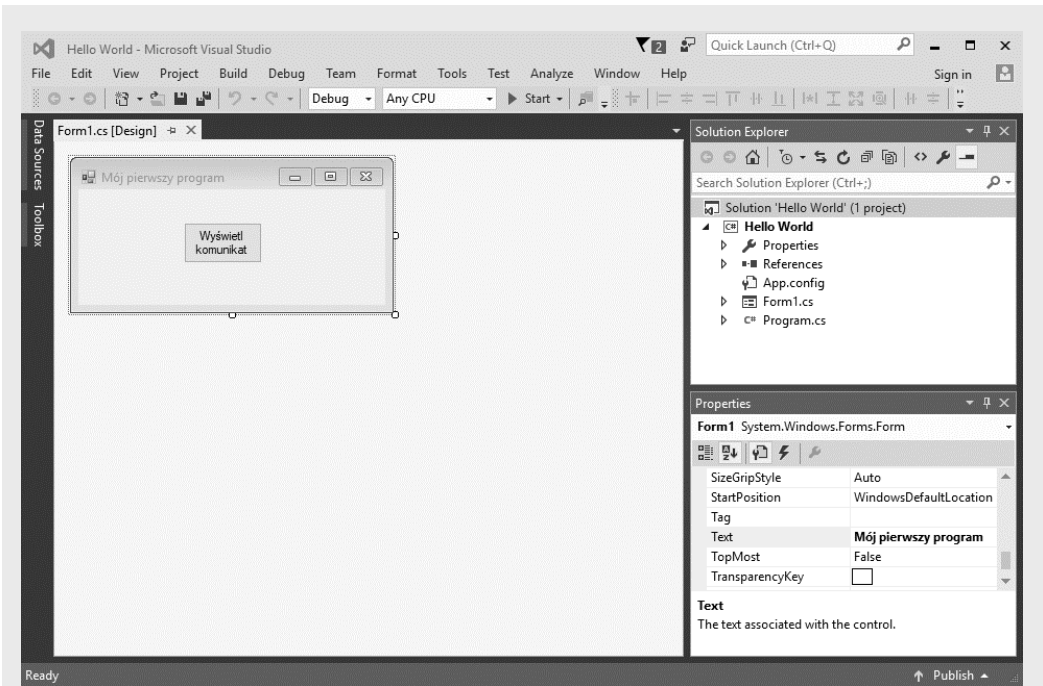 Hello World - Microsoft Visual Studio
2
Quick Launch (Ctrl+Q)
File Edit View Project Build Debug Team Format Tools Test Analyze Window Help
Sign in
Debug Any CPU Start
Data Sources
Toolbox
Form1.cs [Design]
Mój pierwszy program
Wyświetl
komunikat
Solution Explorer
Search Solution Explorer (Ctrl+;)
Solution 'Hello World' (1 project)
C# Hello World
Properties
References
App.config
Form1.cs
C# Program.cs
Properties
Form1 System.Windows.Forms.Form
SizeGripStyle Auto
StartPosition WindowsDefaultLocation
Tag
Text Mój pierwszy program
TopMost False
TransparencyKey
Text
The text associated with the control.
Ready
Publish